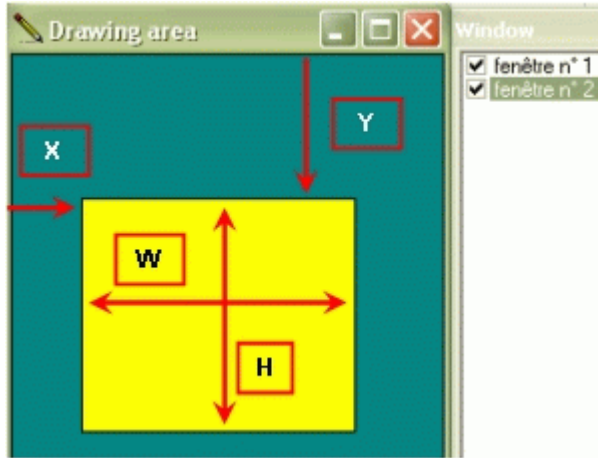 Drawing area
Window
fenêtre n° 1
fenêtre n° 2
Y
X
W
H